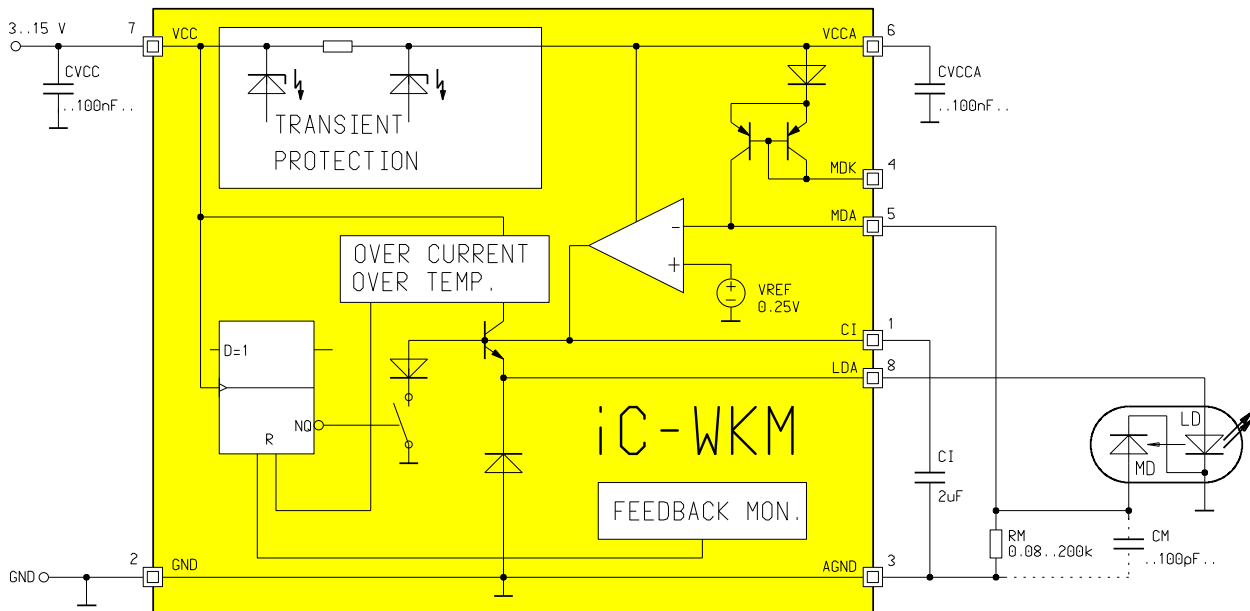 3..15 V
7
VCC
VCCA
6
CVCC
..100nF..
CVCCA
..100nF..
TRANSIENT
PROTECTION
MDK
4
MDA
5
-
+
OVER CURRENT
OVER TEMP.
+
-
VREF
0.25V
CI
1
D=1
LDA
8
NQ
R
iC-WKM
LD
MD
CI
2uF
FEEDBACK MON.
RM
0.08..200k
CM
..100pF..
GND
2
GND
AGND
3